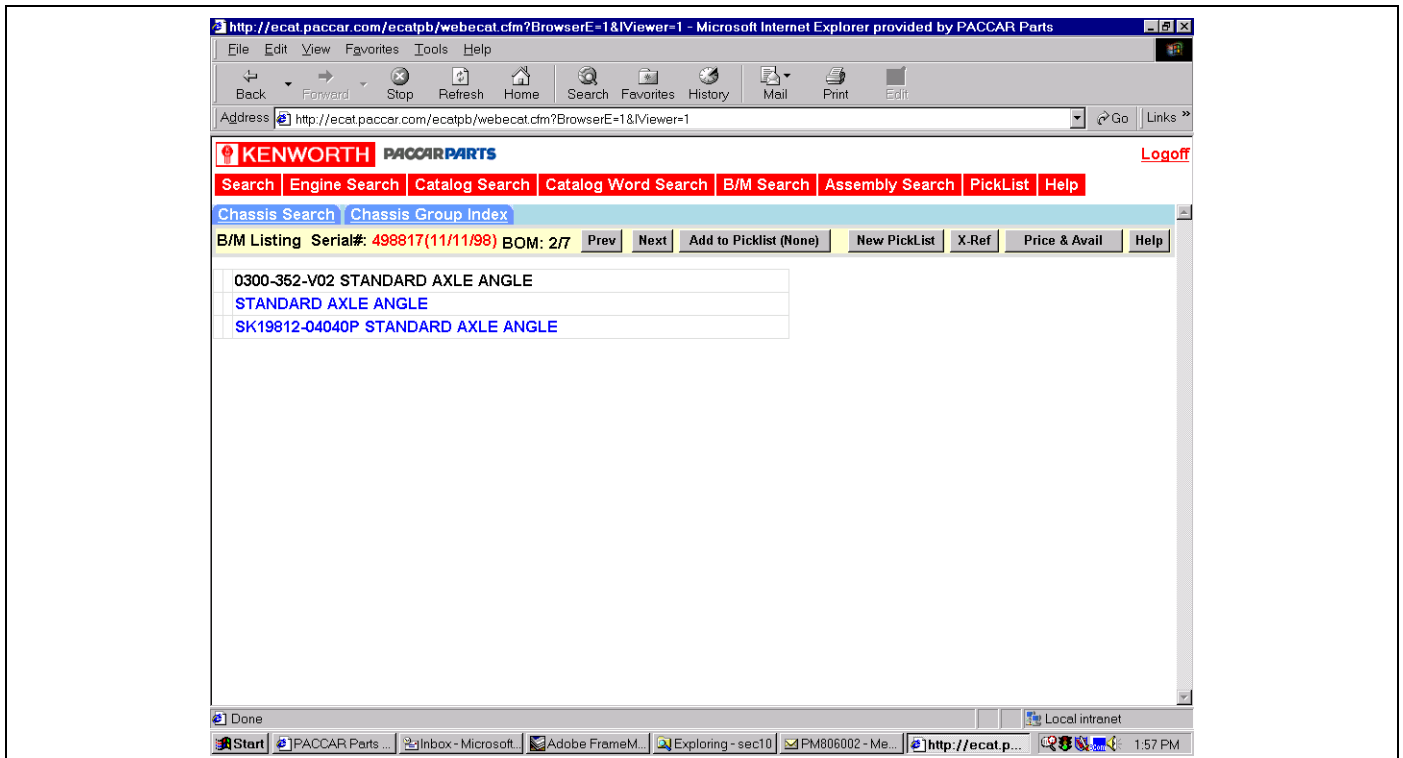 http://ecat.paccar.com/ecatpb/webecat.cfm?BrowserE=1&IViewer=1 - Microsoft Internet Explorer provided by PACCAR Parts
File Edit View Favorites Tools Help
Back Forward Stop Refresh Home Search Favorites History Mail Print Edit
Address http://ecat.paccar.com/ecatpb/webecat.cfm?BrowserE=1&IViewer=1 Go Links »
KENWORTH PACCARPARTS Logoff
Search Engine Search Catalog Search Catalog Word Search B/M Search Assembly Search PickList Help
Chassis Search Chassis Group Index
B/M Listing Serial#: 498817(11/11/98) BOM: 2/7 Prev Next Add to Picklist (None) New PickList X-Ref Price & Avail Help
0300-352-V02 STANDARD AXLE ANGLE
STANDARD AXLE ANGLE
SK19812-04040P STANDARD AXLE ANGLE
Done Local intranet
Start PACCAR Parts ... Inbox - Microsoft... Adobe FrameM... Exploring - sec10 PM806002 - Me... http://ecat.p... 1:57 PM